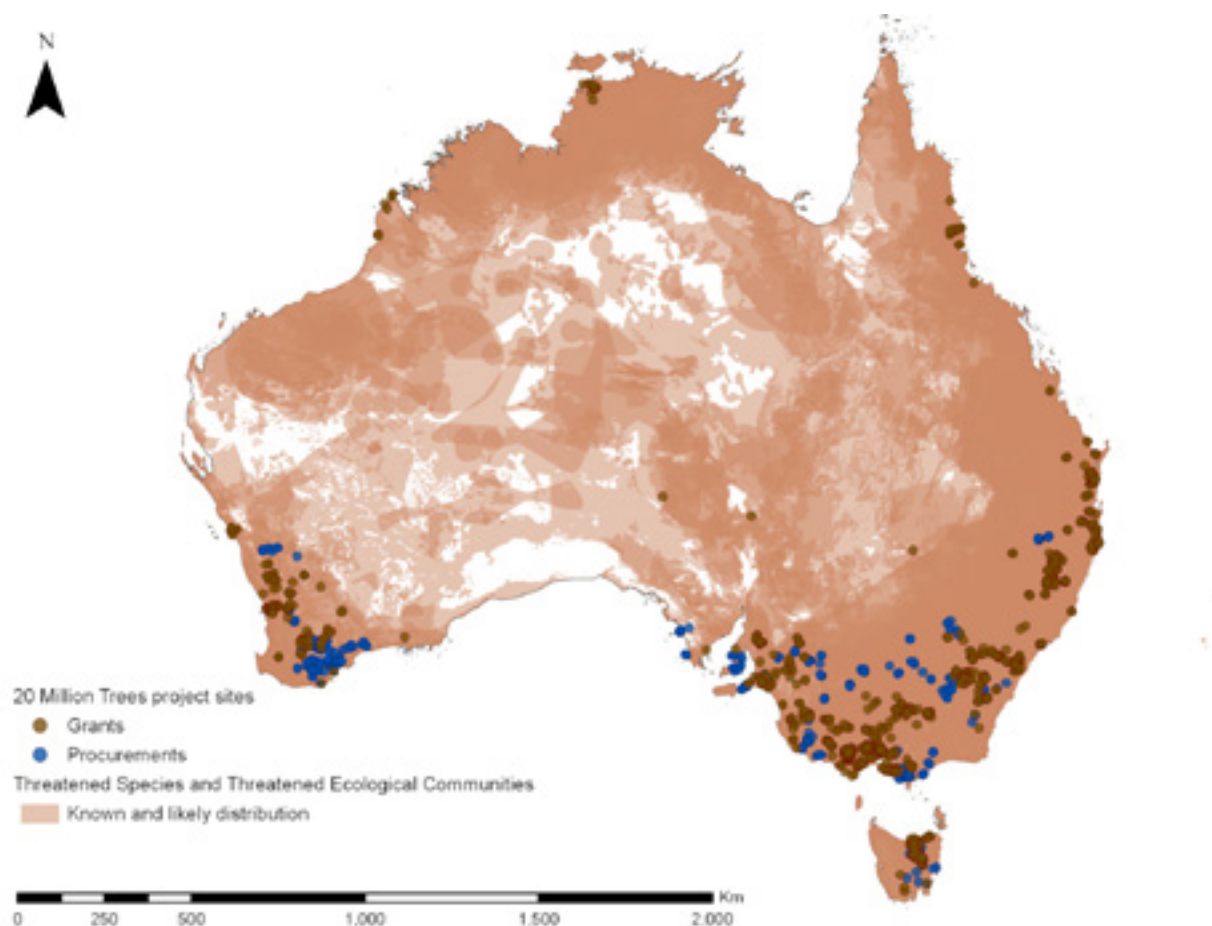 N
20 Million Trees project sites
Grants
Procurements
Threatened Species and Threatened Ecological Communities
Known and likely distribution
Km
0 250 500 1,000 1,500 2,000